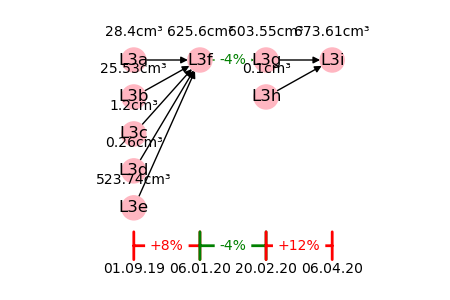 28.4cm³ 625.6cm³ 603.55cm³ 673.61cm³
L3a L3f -4% L3g L3i
25.53cm³ 0.1cm³
L3b L3h
1.2cm³
L3c
0.26cm³
L3d
523.74cm³
L3e
+8% -4% +12%
01.09.19 06.01.20 20.02.20 06.04.20